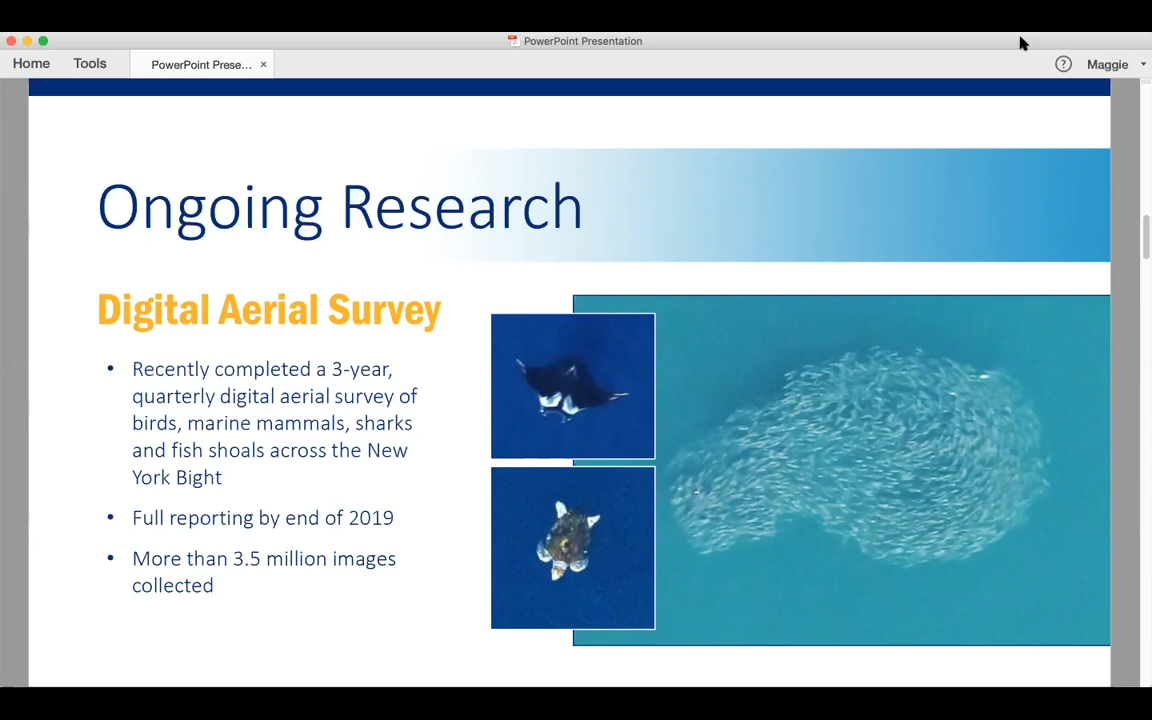 PowerPoint Presentation
Home
Tools
PowerPoint Prese... ×
?
Maggie
Ongoing Research
Digital Aerial Survey
• Recently completed a 3-year,
quarterly digital aerial survey of
birds, marine mammals, sharks
and fish shoals across the New
York Bight
• Full reporting by end of 2019
• More than 3.5 million images
collected